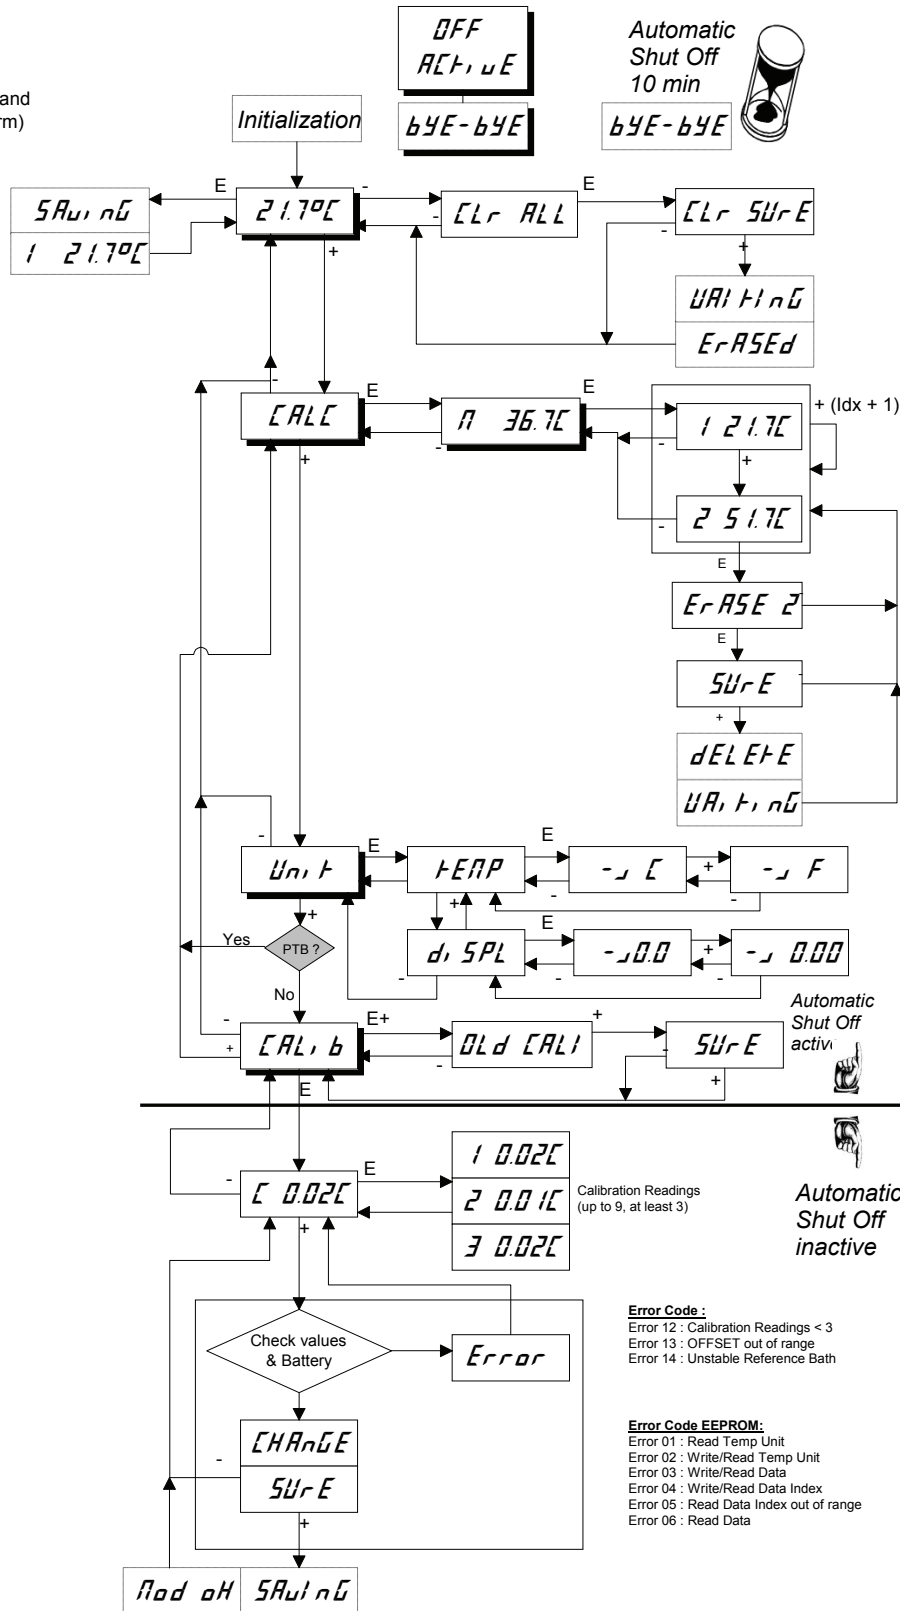 OFF
ACtivE
Automatic
Shut Off
10 min
and
rm)
Initialization
bYE-bYE
bYE-bYE
E
-
E
SAvinG
21.7ºC
CLr ALL
CLr SUrE
-
-
1 21.7ºC
+
+
WAItInG
ErASEd
-
E
E
CALC
M 36.7C
1 21.7C
+ (Idx + 1)
-
-
+
+
2 51.7C
-
E
ErASE 2
-
E
SUrE
-
+
dELEtE
WAitinG
-
E
E
Unit
tEMP
-> C
+
-> F
-
-
+
+
E
Yes
PTB ?
diSPL
->0.0
+
-> 0.00
-
-
-
No
Automatic
Shut Off
active
-
E+
+
+
CALib
OLd CALI
SUrE
-
-
E
+
1 0.02C
E
-
C 0.02C
2 0.01C
Calibration Readings
(up to 9, at least 3)
Automatic
Shut Off
inactive
+
3 0.02C
Check values
& Battery
Error
Error Code :
Error 12 : Calibration Readings < 3
Error 13 : OFFSET out of range
Error 14 : Unstable Reference Bath
CHAnGE
-
SUrE
+
Error Code EEPROM:
Error 01 : Read Temp Unit
Error 02 : Write/Read Temp Unit
Error 03 : Write/Read Data
Error 04 : Write/Read Data Index
Error 05 : Read Data Index out of range
Error 06 : Read Data
SAvInG